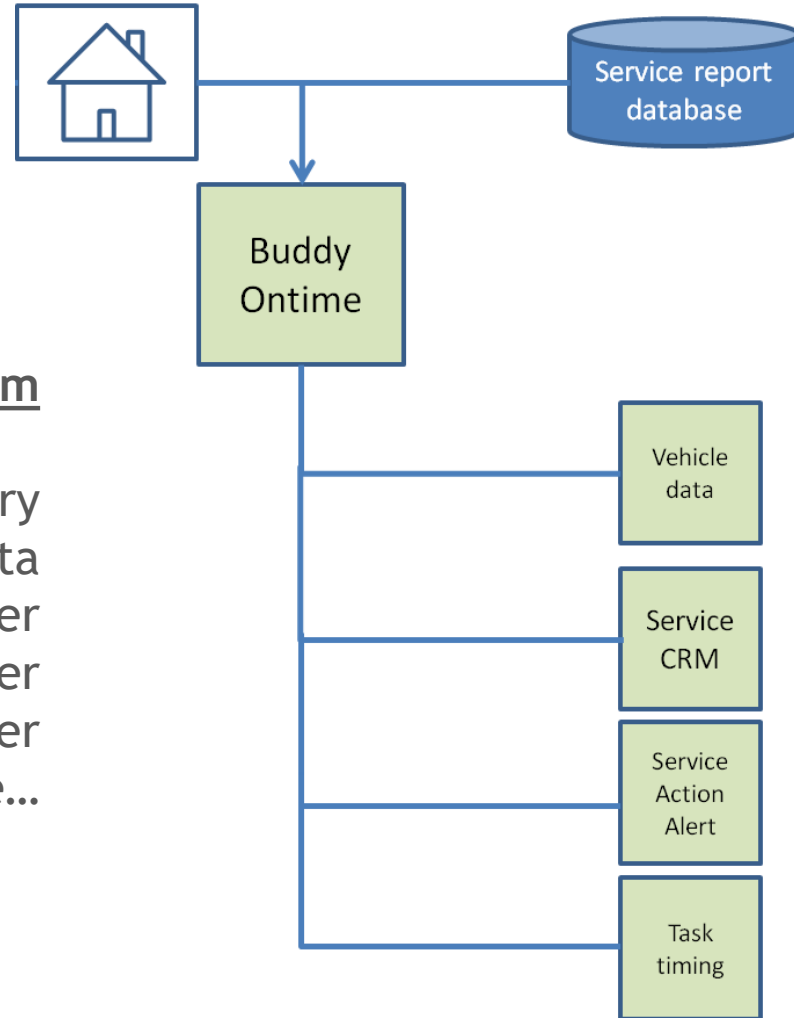 Service report
database
Buddy
Ontime
Vehicle
data
Service
CRM
Service
Action
Alert
Task
timing